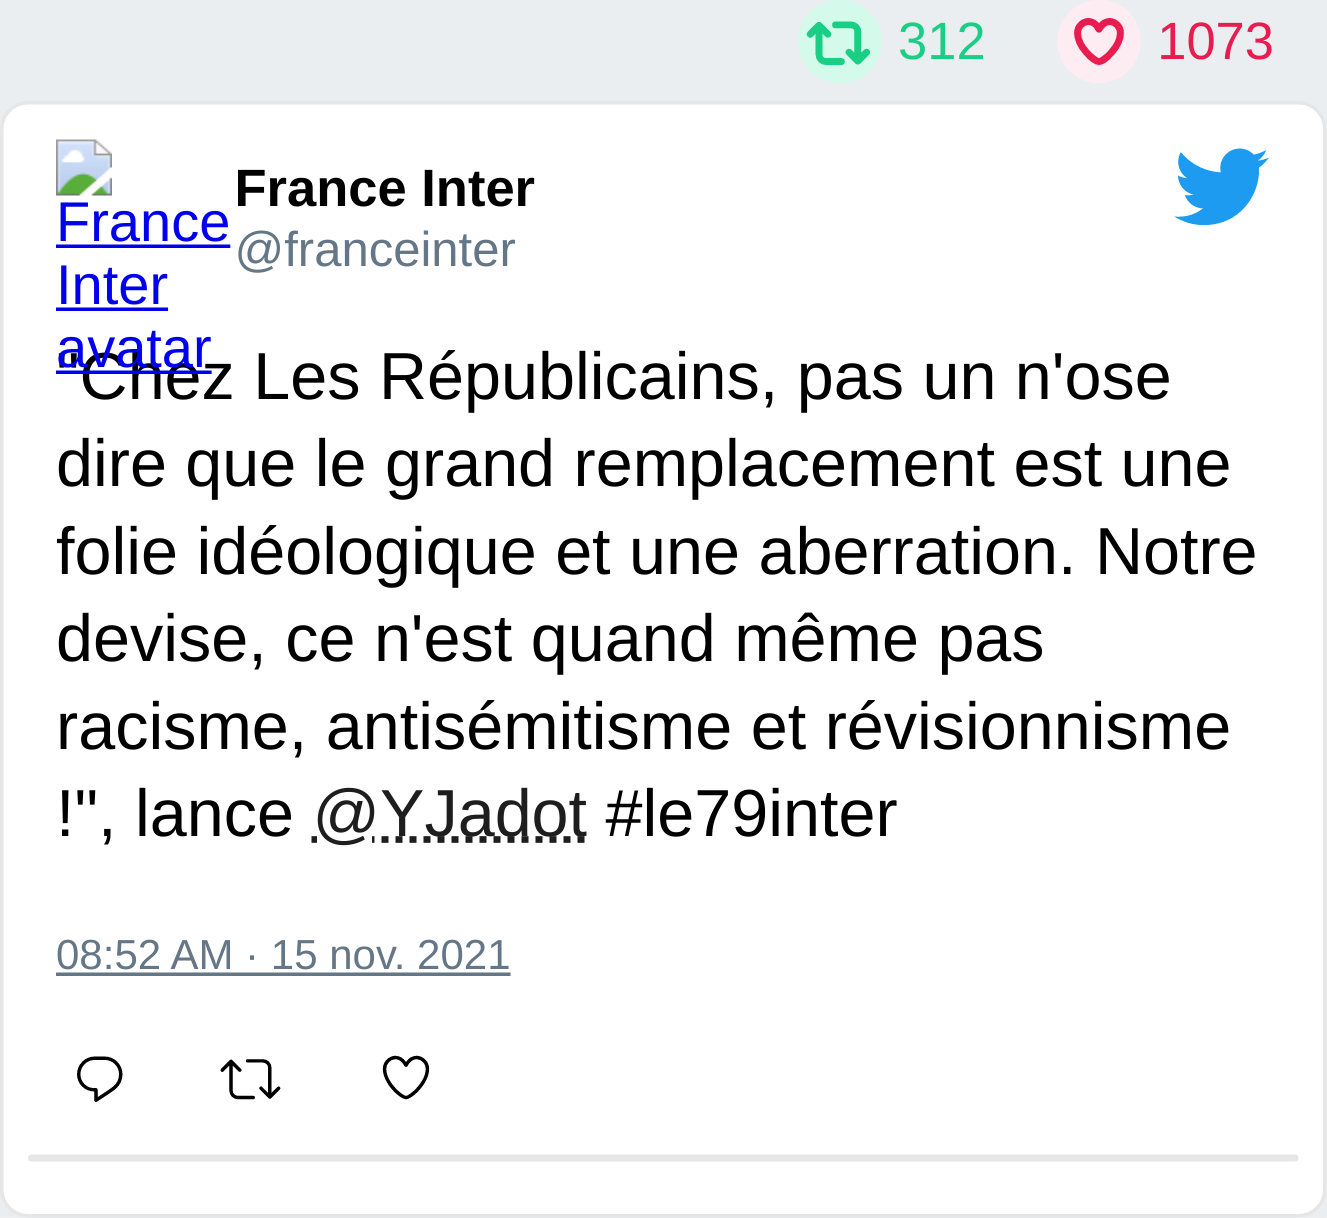 312 1073
France Inter
@franceinter
France
Inter
avatar
"Chez Les Républicains, pas un n'ose
dire que le grand remplacement est une
folie idéologique et une aberration. Notre
devise, ce n'est quand même pas
racisme, antisémitisme et révisionnisme
!", lance @YJadot #le79inter
08:52 AM · 15 nov. 2021